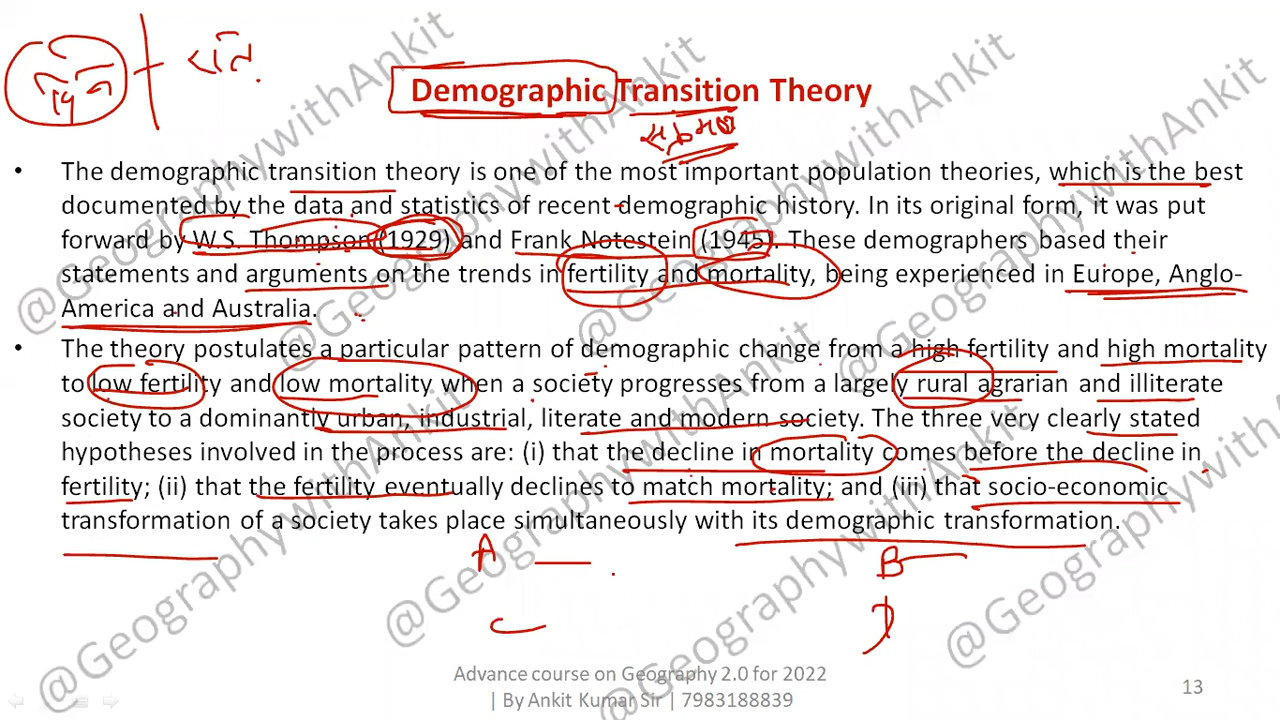 Demographic Transition Theory
• The demographic transition theory is one of the most important population theories, which is the best
documented by the data and statistics of recent demographic history. In its original form, it was put
forward by W.S. Thompson (1929) and Frank Notestein (1945). These demographers based their
statements and arguments on the trends in fertility and mortality, being experienced in Europe, Anglo-
America and Australia.
• The theory postulates a particular pattern of demographic change from a high fertility and high mortality
to low fertility and low mortality when a society progresses from a largely rural agrarian and illiterate
society to a dominantly urban, industrial, literate and modern society. The three very clearly stated
hypotheses involved in the process are: (i) that the decline in mortality comes before the decline in
fertility; (ii) that the fertility eventually declines to match mortality; and (iii) that socio-economic
transformation of a society takes place simultaneously with its demographic transformation.
A B
C D
@GeographywithAnkit
Advance course on Geography 2.0 for 2022
| By Ankit Kumar Sir | 7983188839
13